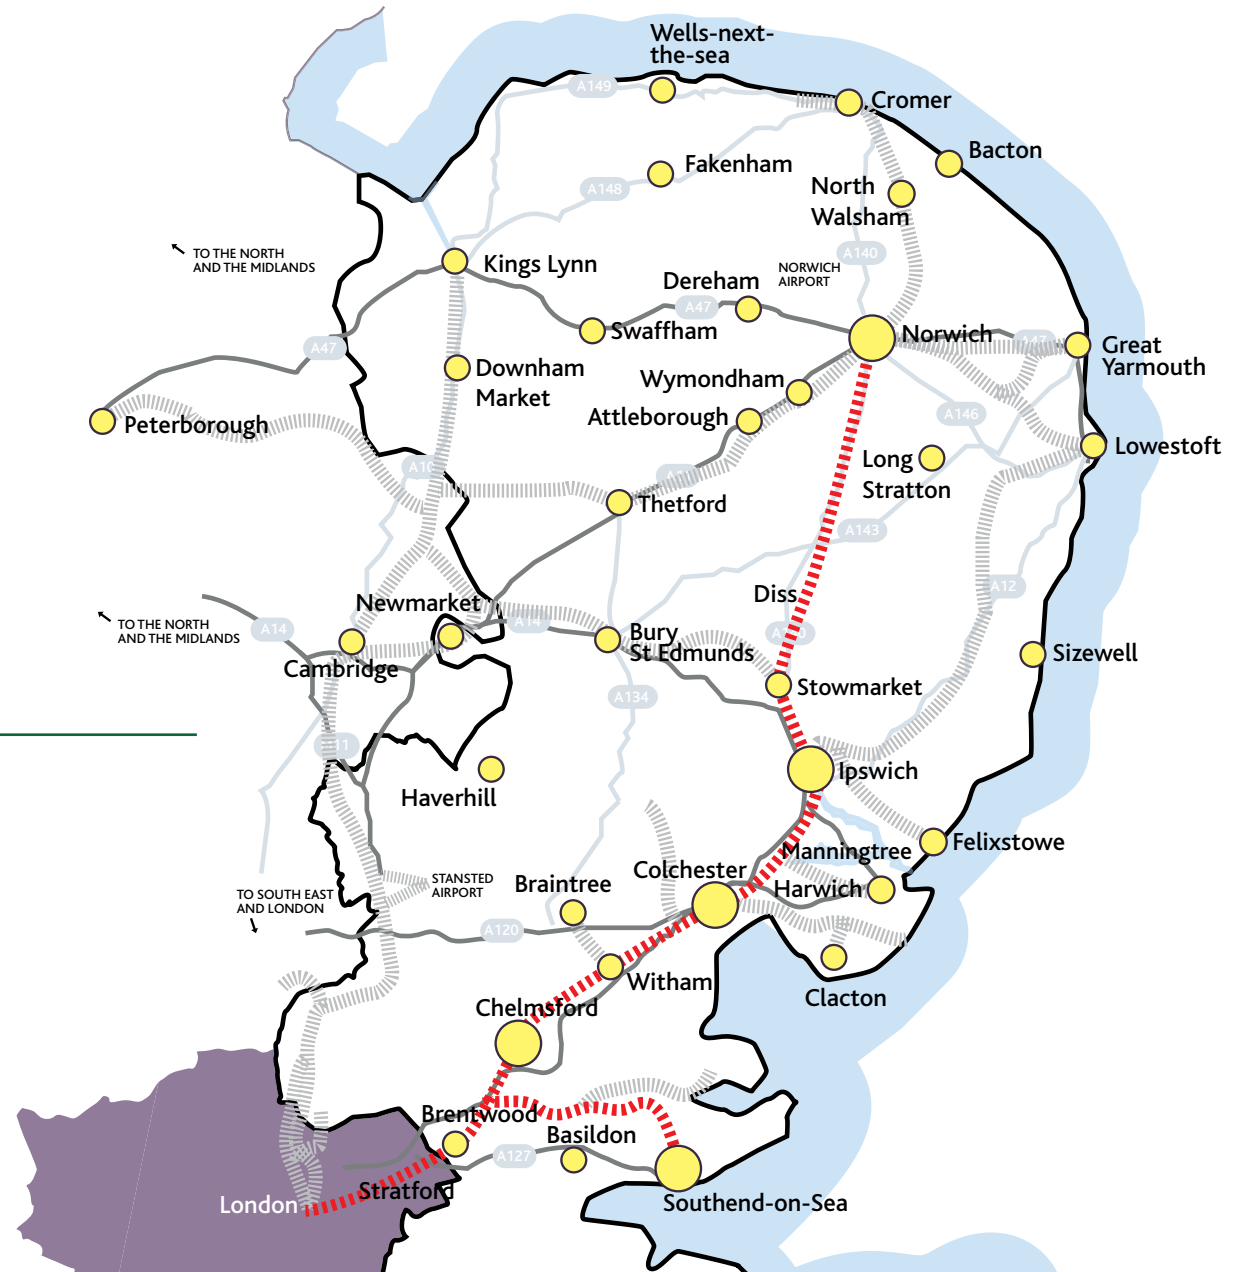 Wells-next-
the-sea
A149
Cromer
Bacton
Fakenham
A148
North
Walsham
A140
TO THE NORTH
AND THE MIDLANDS
Kings Lynn
NORWICH
AIRPORT
Dereham
A47
Swaffham
Norwich
A47
A47
Great
Yarmouth
Downham
Market
Wymondham
Attleborough
A146
Peterborough
Lowestoft
A10
Long
Stratton
Thetford
A143
A12
Diss
Newmarket
TO THE NORTH
AND THE MIDLANDS
A14
A14
Bury
St Edmunds
Sizewell
Cambridge
A134
Stowmarket
Ipswich
Haverhill
Felixstowe
Manningtree
Colchester
STANSTED
AIRPORT
Braintree
Harwich
TO SOUTH EAST
AND LONDON
A120
Witham
Clacton
Chelmsford
Brentwood
Basildon
A127
Stratford
London
Southend-on-Sea